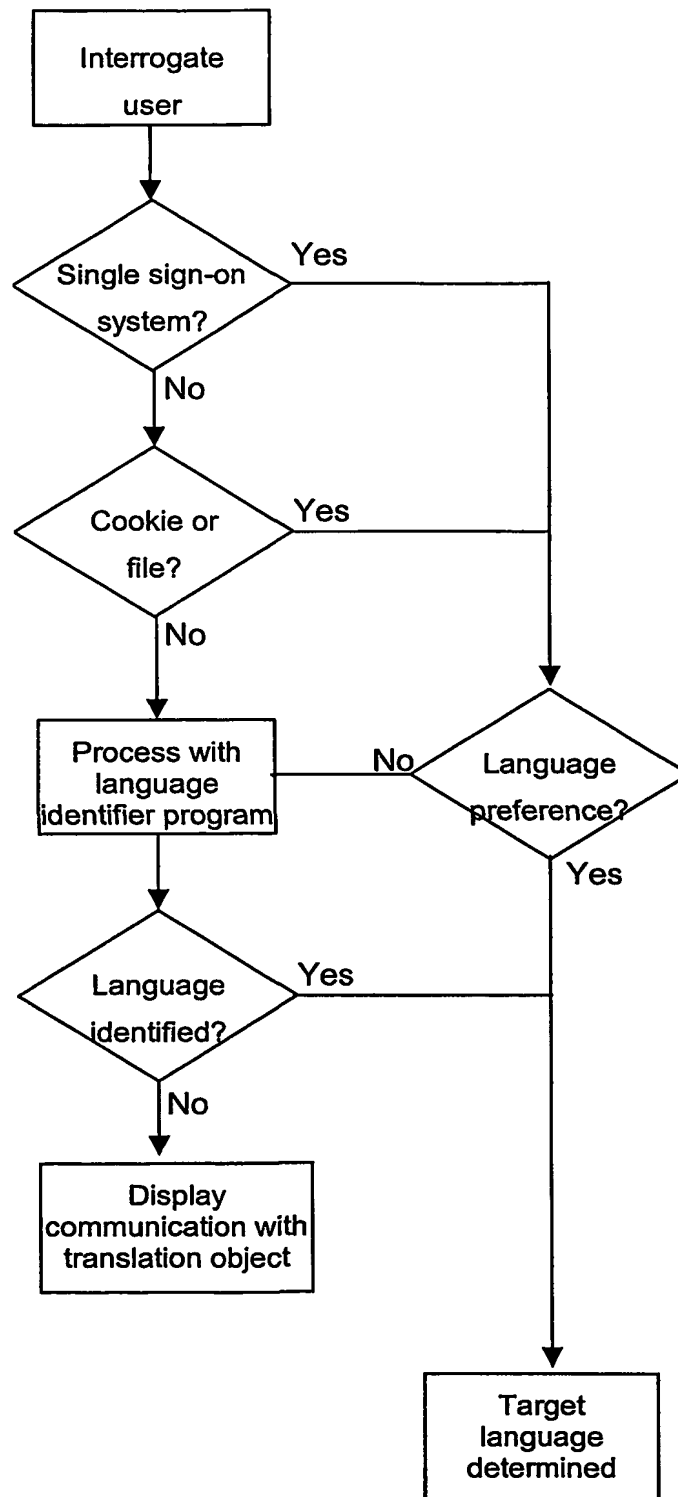 Interrogate
user
Yes
Single sign-on
system?
No
Yes
Cookie or
file?
No
Process with
language
identifier program
No
Language
preference?
Yes
Language
identified?
Yes
No
Display
communication with
translation object
Target
language
determined